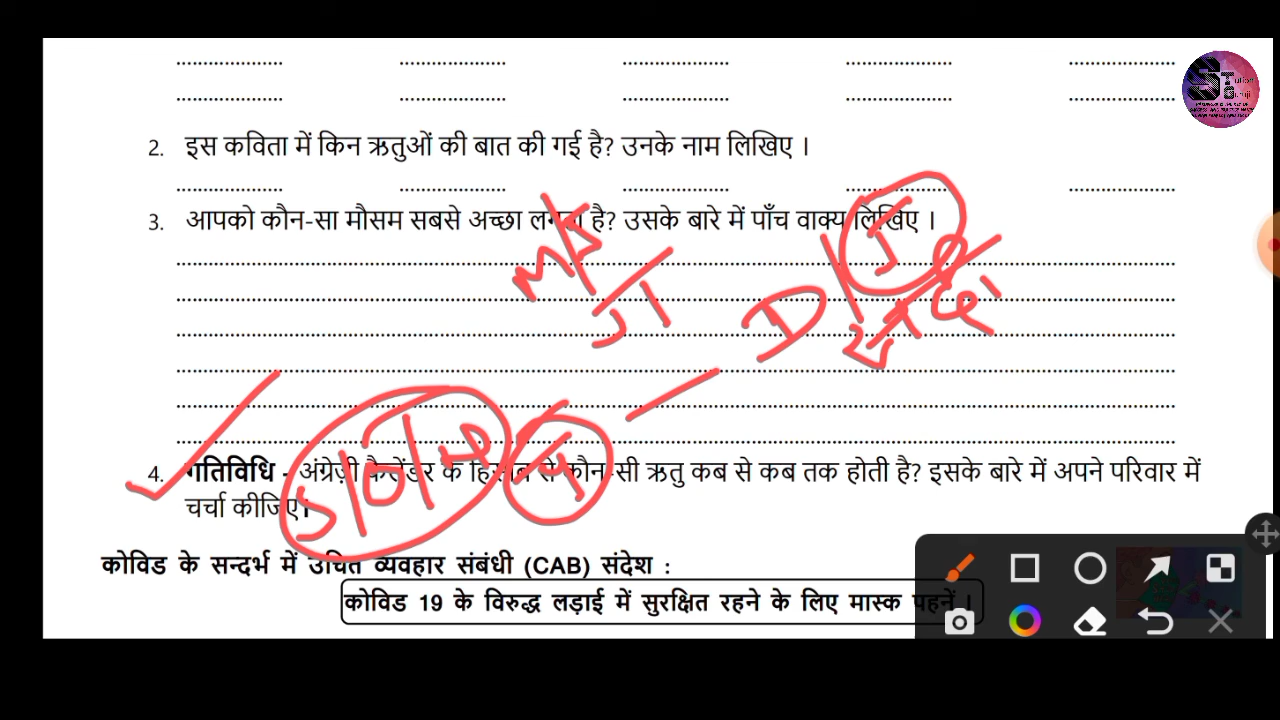 .................... .................... .................... .................... ....................
.................... .................... .................... .................... ....................
2. इस कविता में किन ऋतुओं की बात की गई है? उनके नाम लिखिए ।
.................... .................... .................... .................... ....................
3. आपको कौन-सा मौसम सबसे अच्छा लगता है? उसके बारे में पाँच वाक्य लिखिए ।
4. गतिविधि - अंग्रेज़ी कैलेंडर के हिसाब से कौन-सी ऋतु कब से कब तक होती है? इसके बारे में अपने परिवार में
चर्चा कीजिए।
कोविड के सन्दर्भ में उचित व्यवहार संबंधी (CAB) संदेश :
कोविड 19 के विरुद्ध लड़ाई में सुरक्षित रहने के लिए मास्क पहनें ।
M/
J
D/J
S/O/